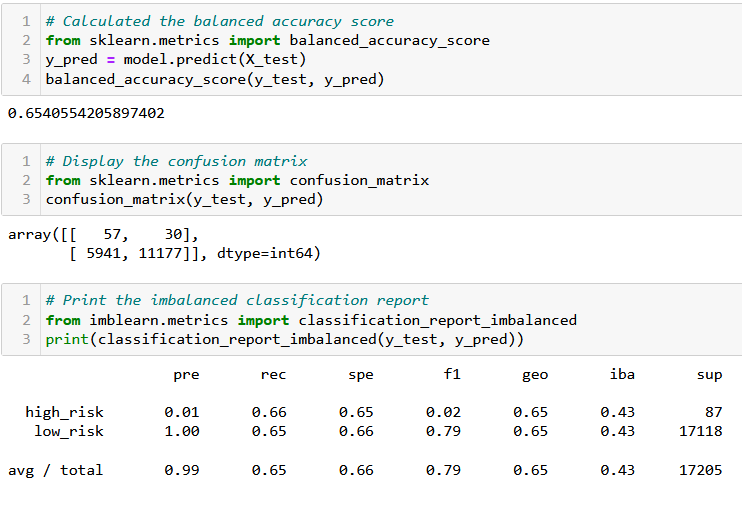 1 # Calculated the balanced accuracy score
2 from sklearn.metrics import balanced_accuracy_score
3 y_pred = model.predict(X_test)
4 balanced_accuracy_score(y_test, y_pred)
0.6540554205897402
1 # Display the confusion matrix
2 from sklearn.metrics import confusion_matrix
3 confusion_matrix(y_test, y_pred)
array([[   57,    30],
       [ 5941, 11177]], dtype=int64)
1 # Print the imbalanced classification report
2 from imblearn.metrics import classification_report_imbalanced
3 print(classification_report_imbalanced(y_test, y_pred))
pre rec spe f1 geo iba sup
high_risk 0.01 0.66 0.65 0.02 0.65 0.43 87
low_risk 1.00 0.65 0.66 0.79 0.65 0.43 17118
avg / total 0.99 0.65 0.66 0.79 0.65 0.43 17205